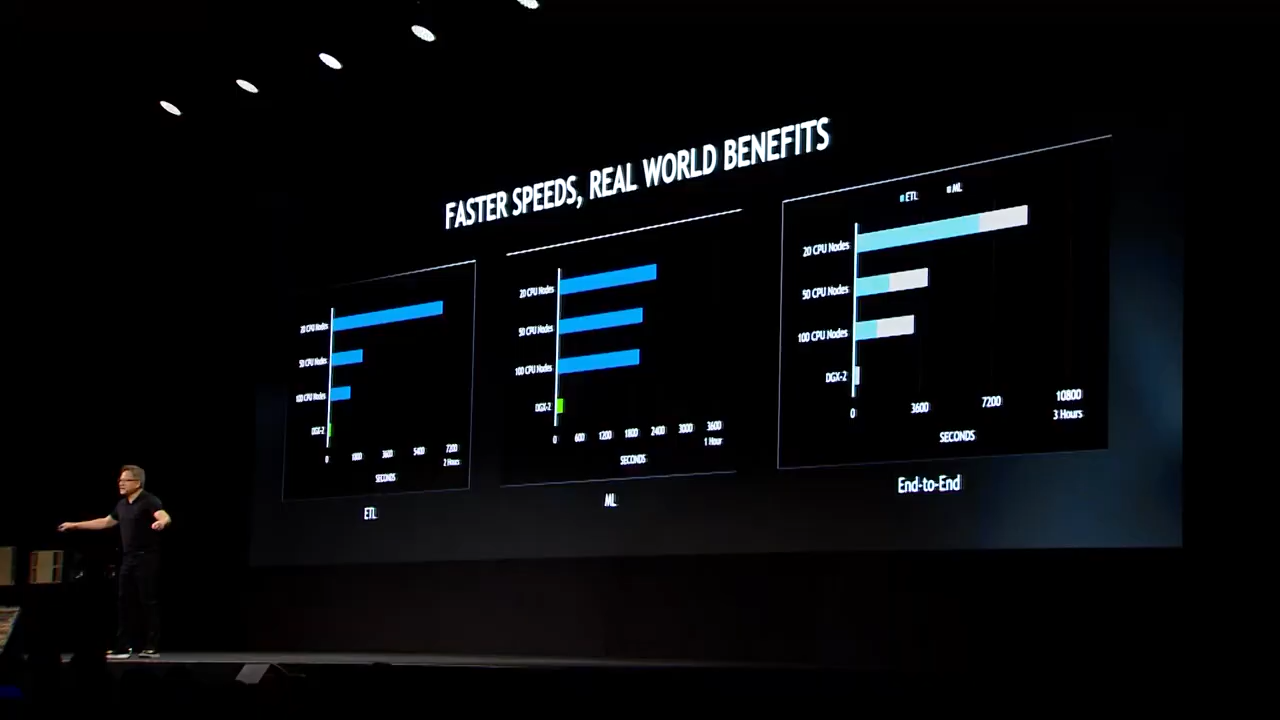 FASTER SPEEDS, REAL WORLD BENEFITS
20 CPU Nodes
50 CPU Nodes
100 CPU Nodes
DGX-2
0 1800 3600 5400 7200
2 Hours
SECONDS
ETL
20 CPU Nodes
50 CPU Nodes
100 CPU Nodes
DGX-2
0 600 1200 1800 2400 3000 3600
1 Hour
SECONDS
ML
ETL ML
20 CPU Nodes
50 CPU Nodes
100 CPU Nodes
DGX-2
0 3600 7200 10800
3 Hours
SECONDS
End-to-End